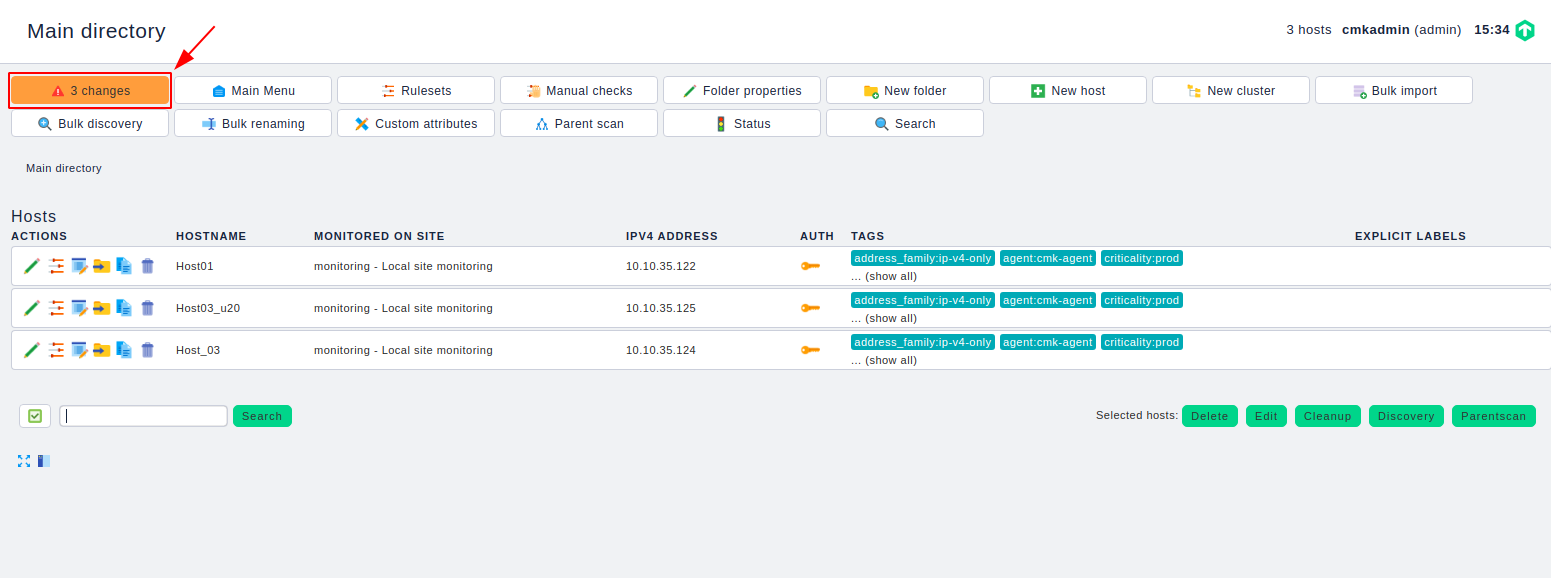 Main directory
3 hosts cmkadmin (admin) 15:34
3 changes Main Menu Rulesets Manual checks Folder properties New folder New host New cluster Bulk import
Bulk discovery Bulk renaming Custom attributes Parent scan Status Search
Main directory
Hosts
ACTIONS HOSTNAME MONITORED ON SITE IPV4 ADDRESS AUTH TAGS EXPLICIT LABELS
Host01 monitoring - Local site monitoring 10.10.35.122 address_family:ip-v4-only agent:cmk-agent criticality:prod
... (show all)
Host03_u20 monitoring - Local site monitoring 10.10.35.125 address_family:ip-v4-only agent:cmk-agent criticality:prod
... (show all)
Host_03 monitoring - Local site monitoring 10.10.35.124 address_family:ip-v4-only agent:cmk-agent criticality:prod
... (show all)
Search Selected hosts: Delete Edit Cleanup Discovery Parentscan